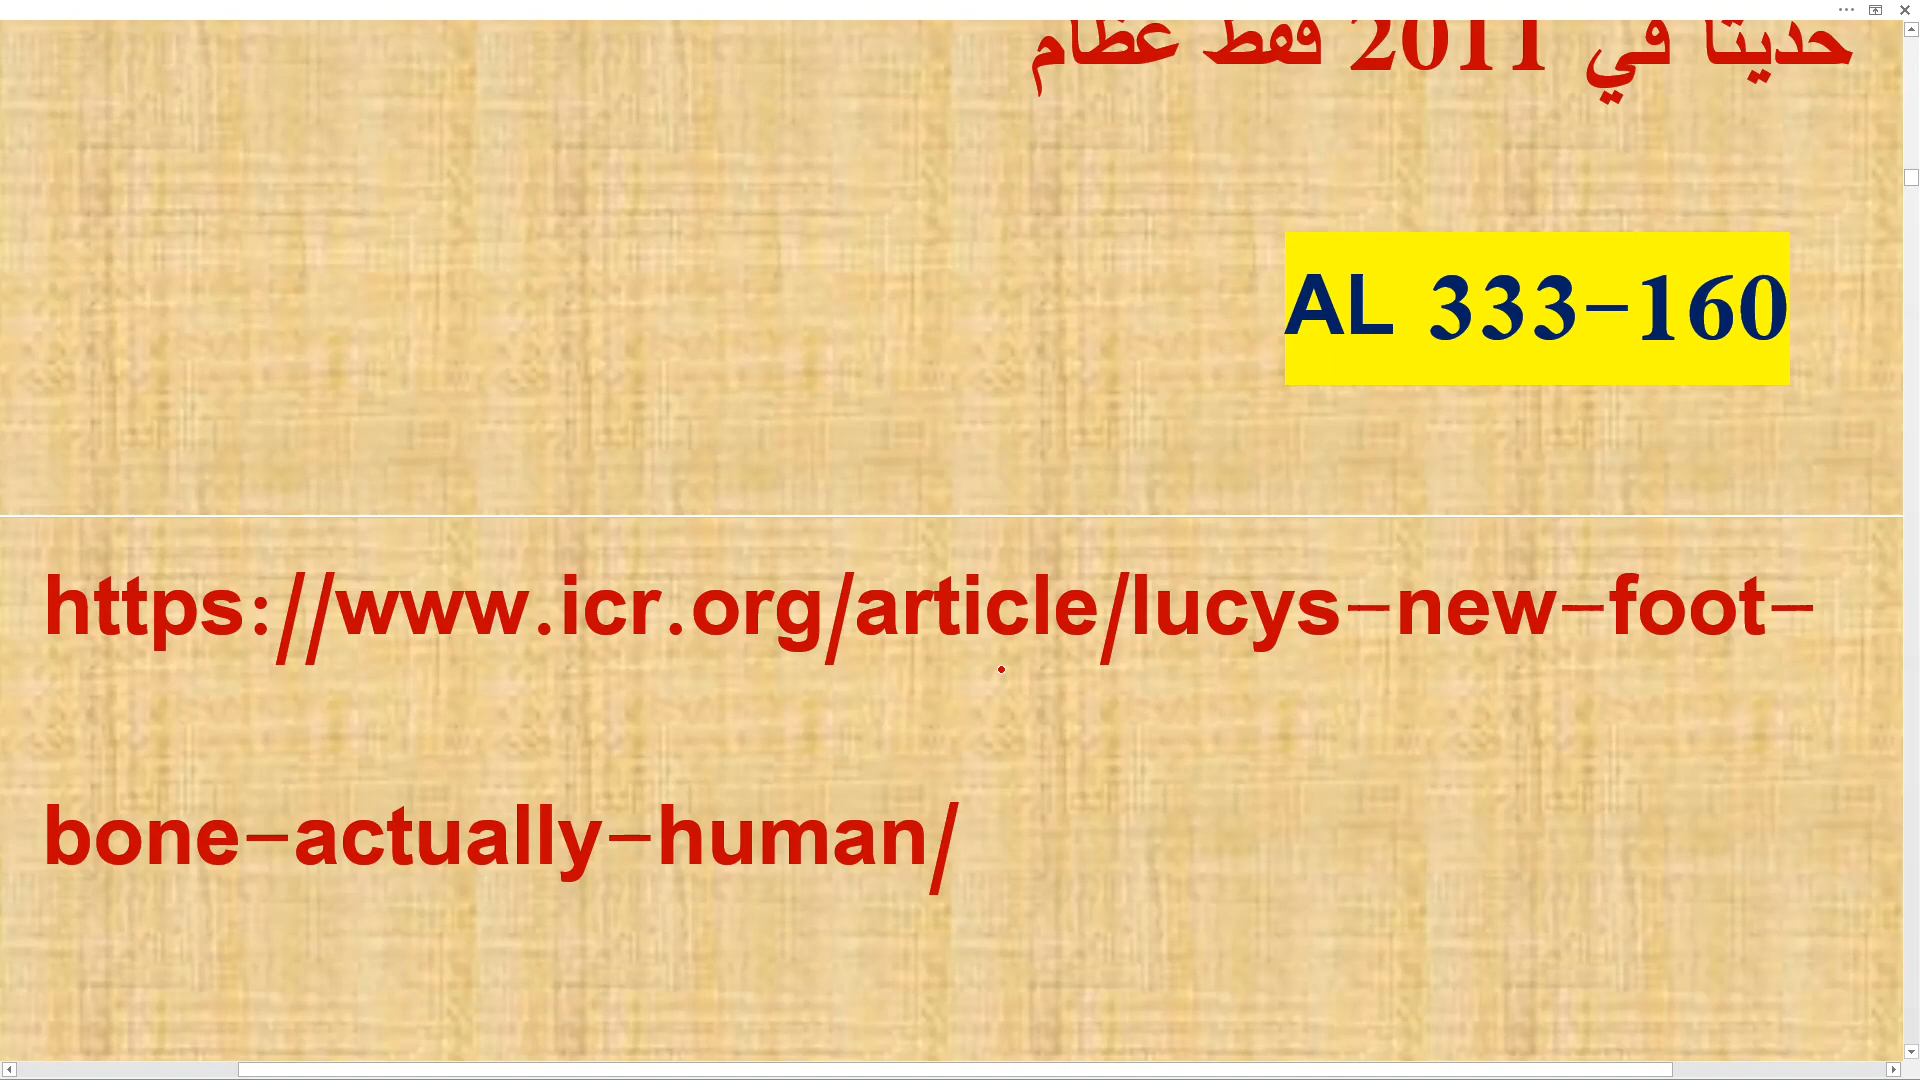 حديثا في 2011 فقط عظام
AL 333-160
https://www.icr.org/article/lucys-new-foot-
bone-actually-human/